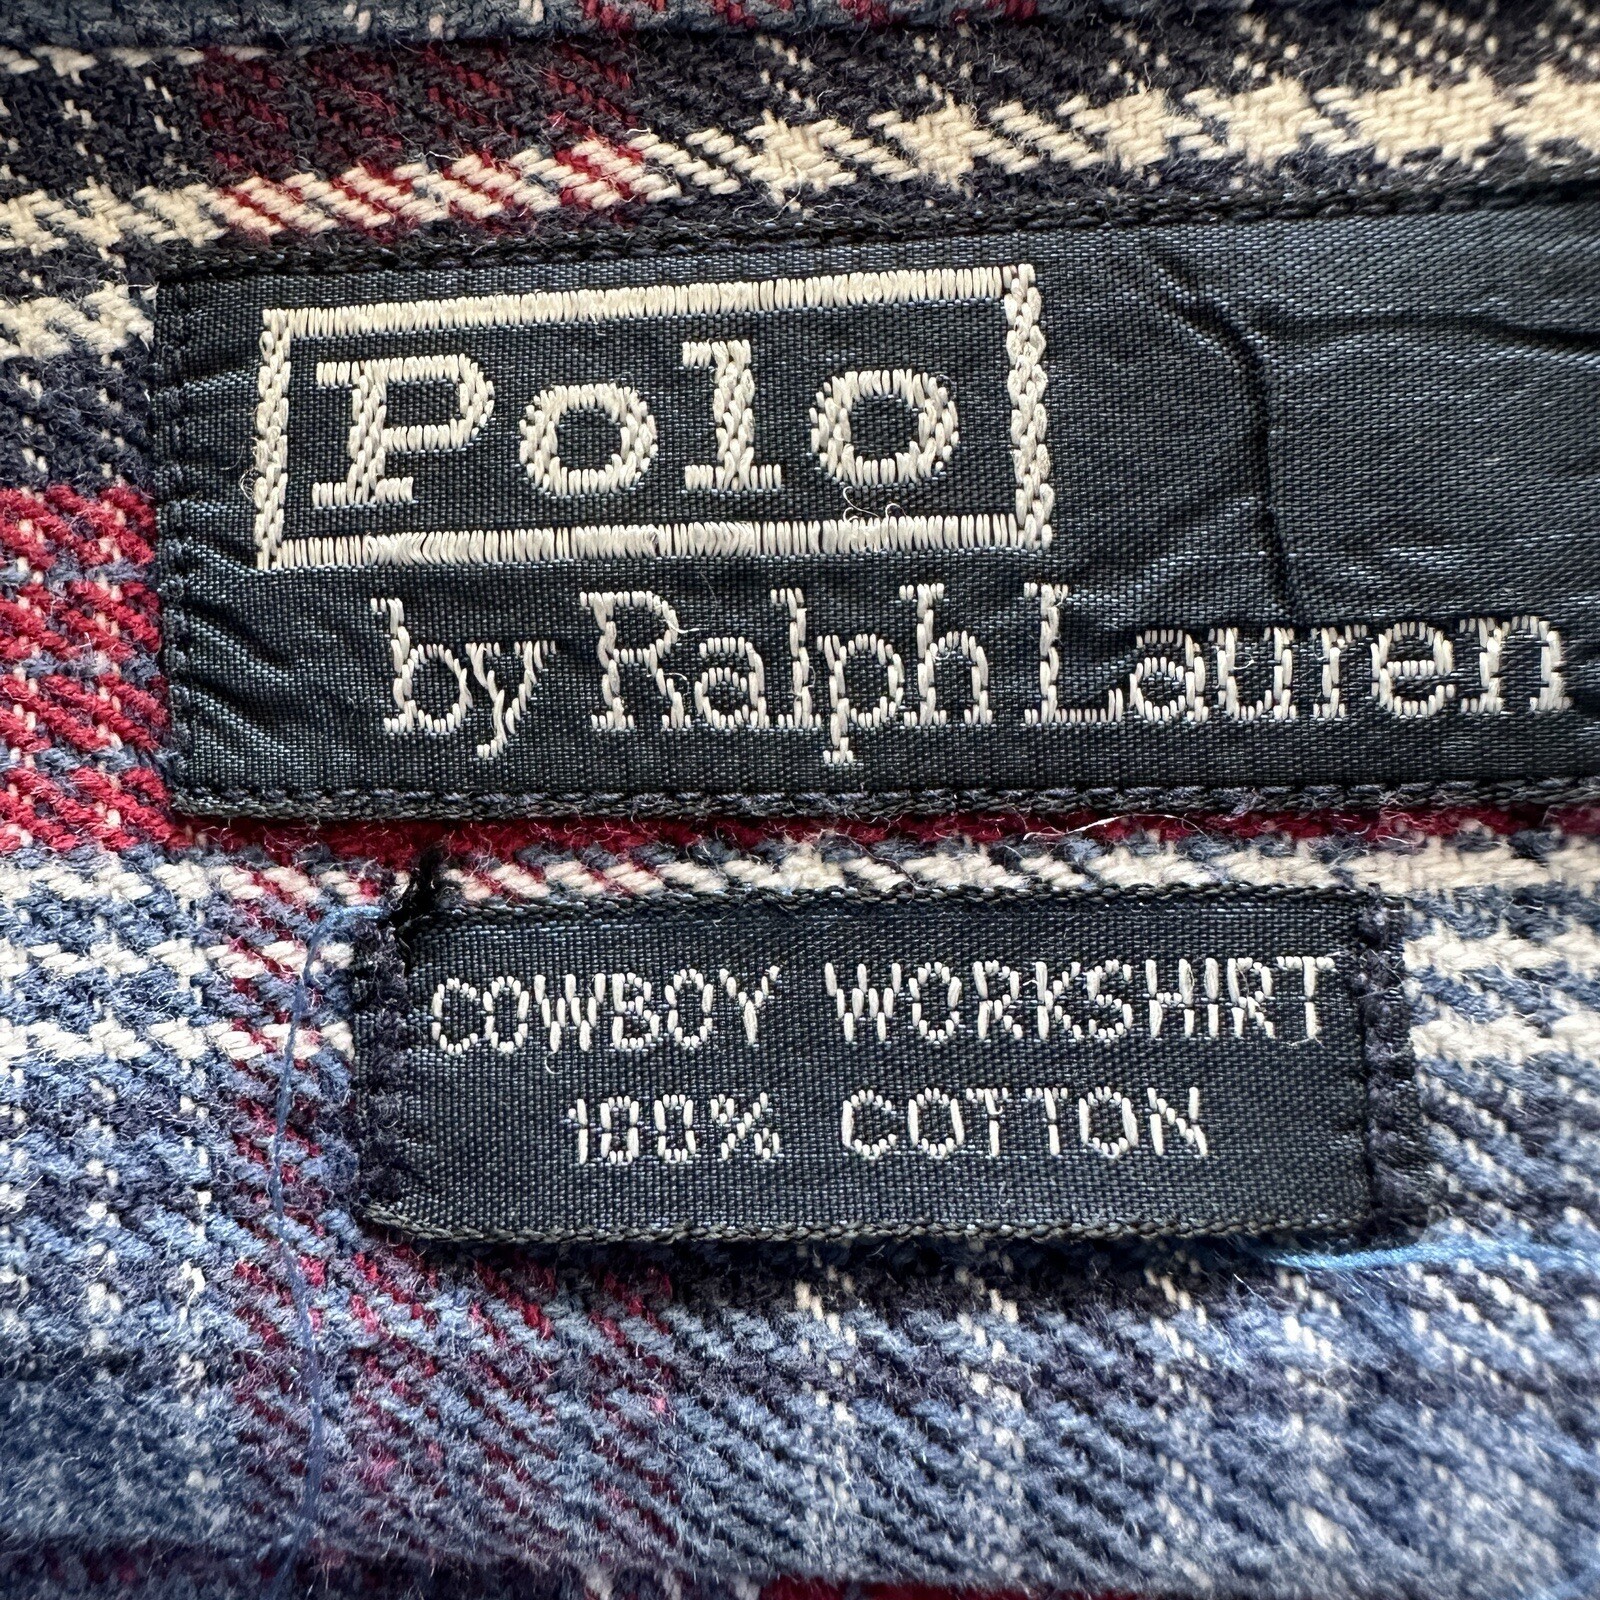 Polo
by Ralph Lauren
COWBOY WORKSHIRT
100% COTTON